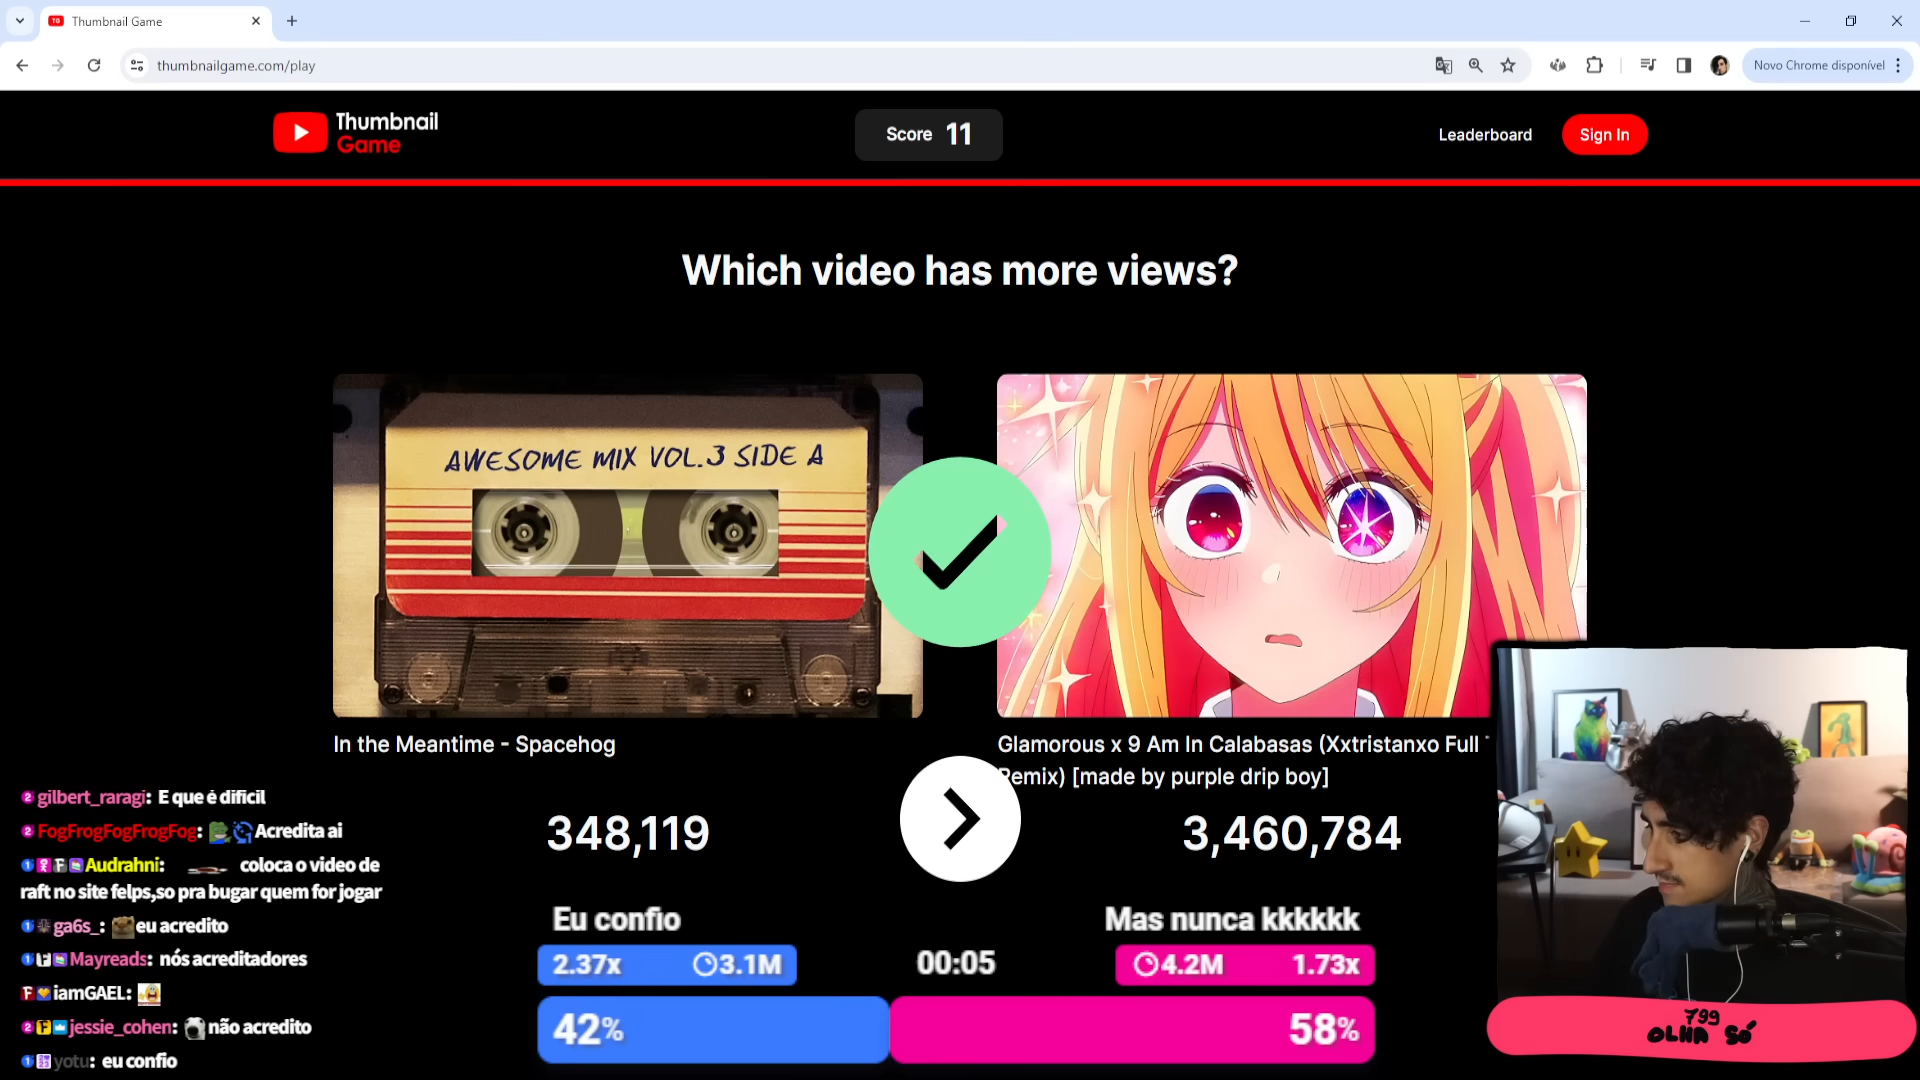 Thumbnail Game
thumbnailgame.com/play
Novo Chrome disponível
Thumbnail
Game
Score 11
Leaderboard
Sign In
Which video has more views?
AWESOME MIX VOL.3 SIDE A
In the Meantime - Spacehog
Glamorous x 9 Am In Calabasas (Xxtristanxo Full
Remix) [made by purple drip boy]
348,119
3,460,784
gilbert_raragi: E que é dificil
FogFrogFogFrogFog: Acredita ai
Audrahni: coloca o video de
raft no site felps,so pra bugar quem for jogar
ga6s_: eu acredito
Mayreads: nós acreditadores
iamGAEL:
jessie_cohen: não acredito
yotu: eu confio
Eu confio
Mas nunca kkkkkk
2.37x 3.1M
00:05
4.2M 1.73x
42%
58%
799
OLHA SÓ